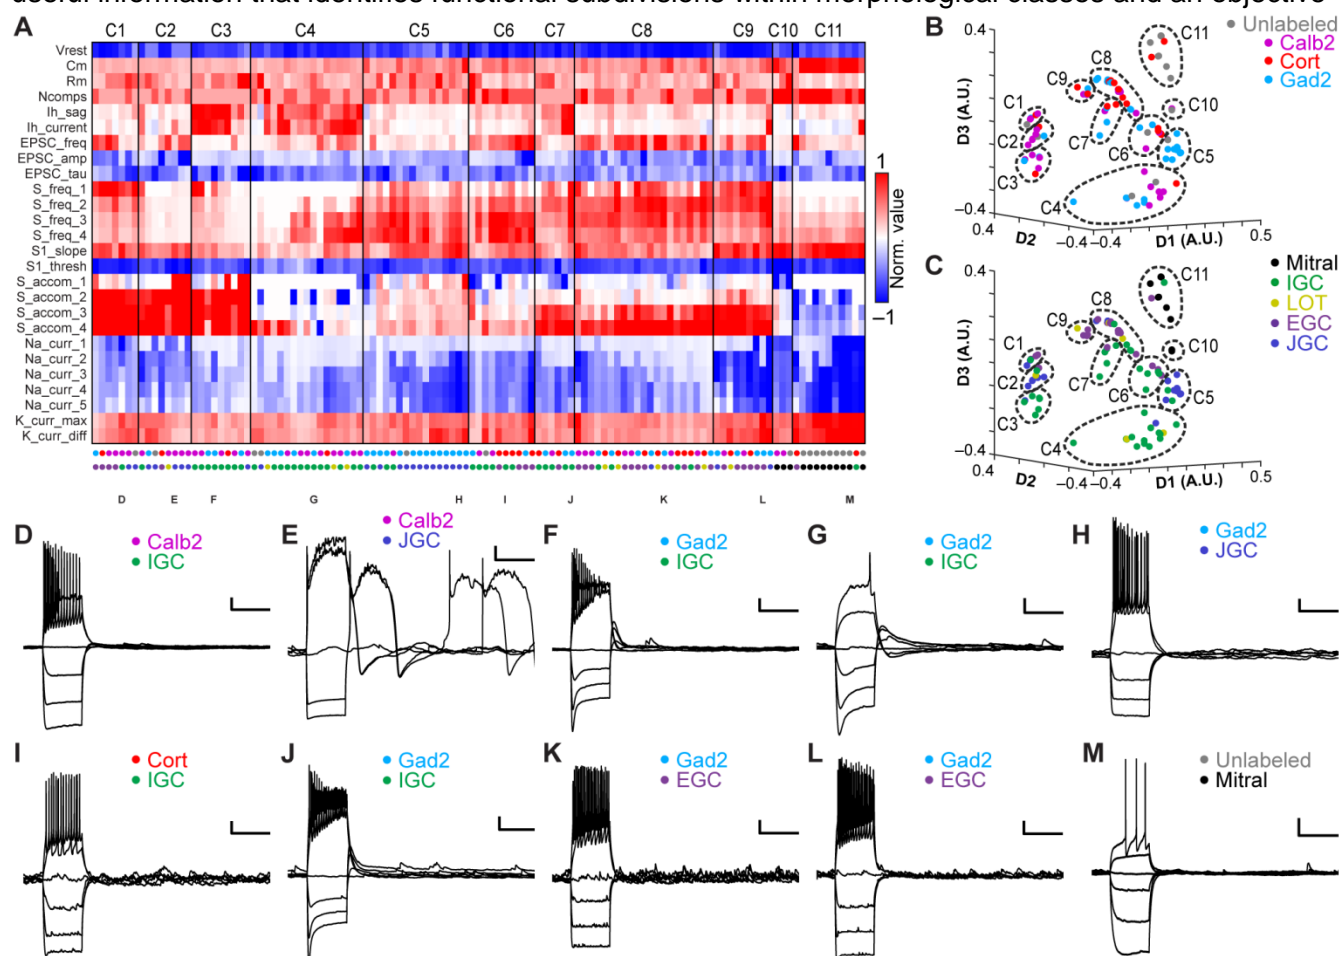 useful information that identifies functional subdivisions within morphological classes and an objective
A
C1 C2 C3 C4 C5 C6 C7 C8 C9 C10 C11
Vrest
Cm
Rm
Ncomps
Ih_sag
Ih_current
EPSC_freq
EPSC_amp
EPSC_tau
S_freq_1
S_freq_2
S_freq_3
S_freq_4
S1_slope
S1_thresh
S_accom_1
S_accom_2
S_accom_3
S_accom_4
Na_curr_1
Na_curr_2
Na_curr_3
Na_curr_4
Na_curr_5
K_curr_max
K_curr_diff
1
Norm. value
−1
D E F G H I J K L M
B
Unlabeled
Calb2
Cort
Gad2
0.4
D3 (A.U.)
−0.4
0.4
D2
−0.4
−0.4
D1 (A.U.)
0.5
C1
C2
C3
C4
C5
C6
C7
C8
C9
C10
C11
C
Mitral
IGC
LOT
EGC
JGC
0.4
D3 (A.U.)
−0.4
0.4
D2
−0.4
−0.4
D1 (A.U.)
0.5
C1
C2
C3
C4
C5
C6
C7
C8
C9
C10
C11
D
Calb2
IGC
E
Calb2
JGC
F
Gad2
IGC
G
Gad2
IGC
H
Gad2
JGC
I
Cort
IGC
J
Gad2
IGC
K
Gad2
EGC
L
Gad2
EGC
M
Unlabeled
Mitral